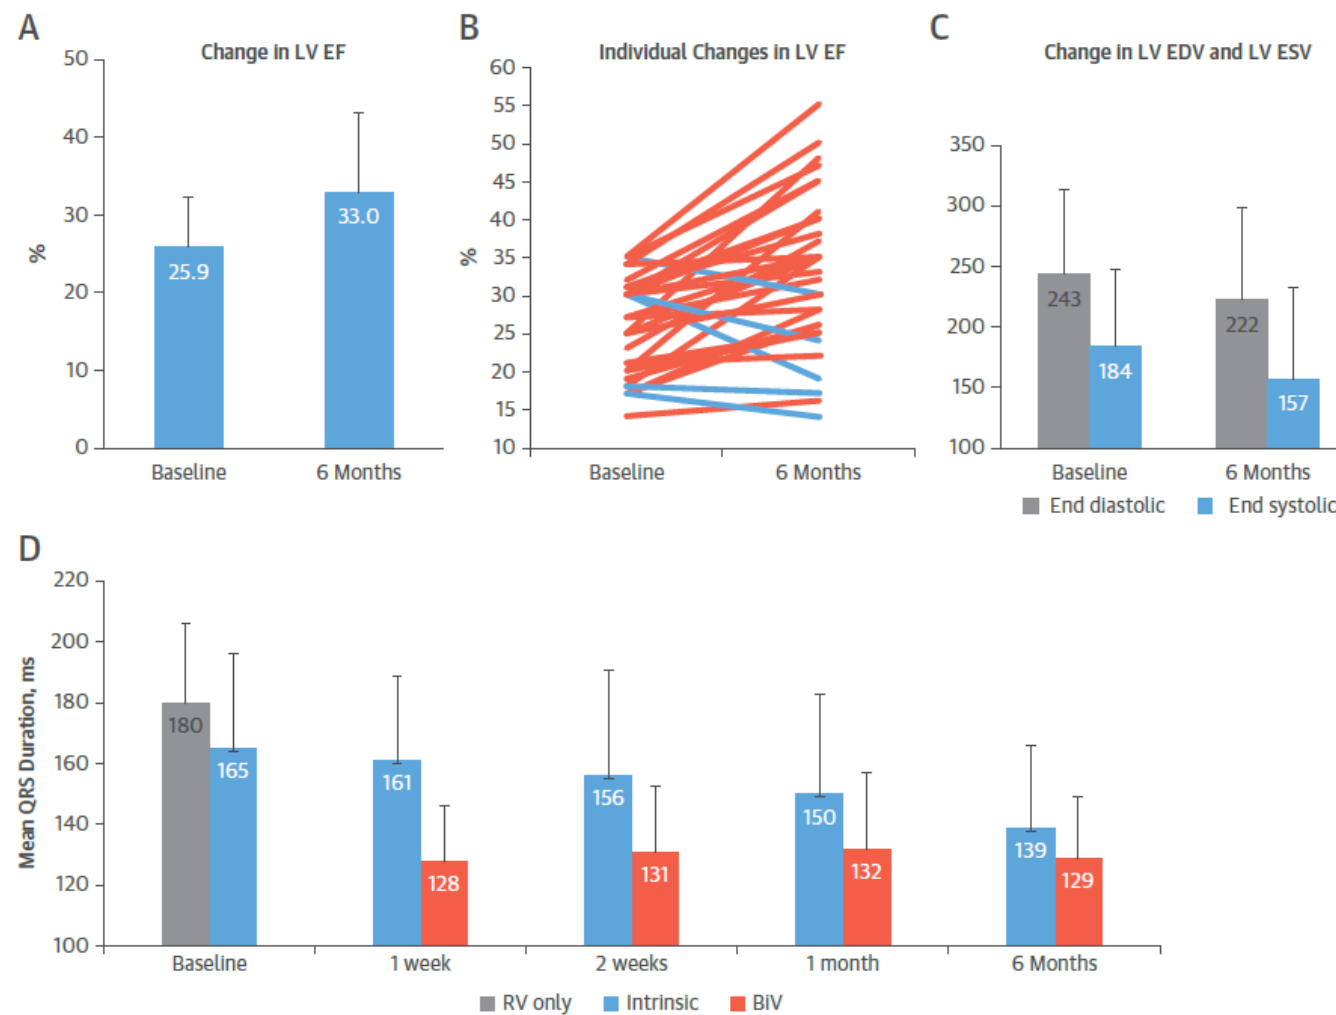 A
Change in LV EF
50
40
30
20
10
0
%
25.9
33.0
Baseline
6 Months
B
Individual Changes in LV EF
60
55
50
45
40
35
30
25
20
15
10
%
Baseline
6 Months
C
Change in LV EDV and LV ESV
350
300
250
200
150
100
243
184
222
157
Baseline
6 Months
End diastolic
End systolic
D
220
200
180
160
140
120
100
Mean QRS Duration, ms
180
165
161
128
156
131
150
132
139
129
Baseline
1 week
2 weeks
1 month
6 Months
RV only
Intrinsic
BiV